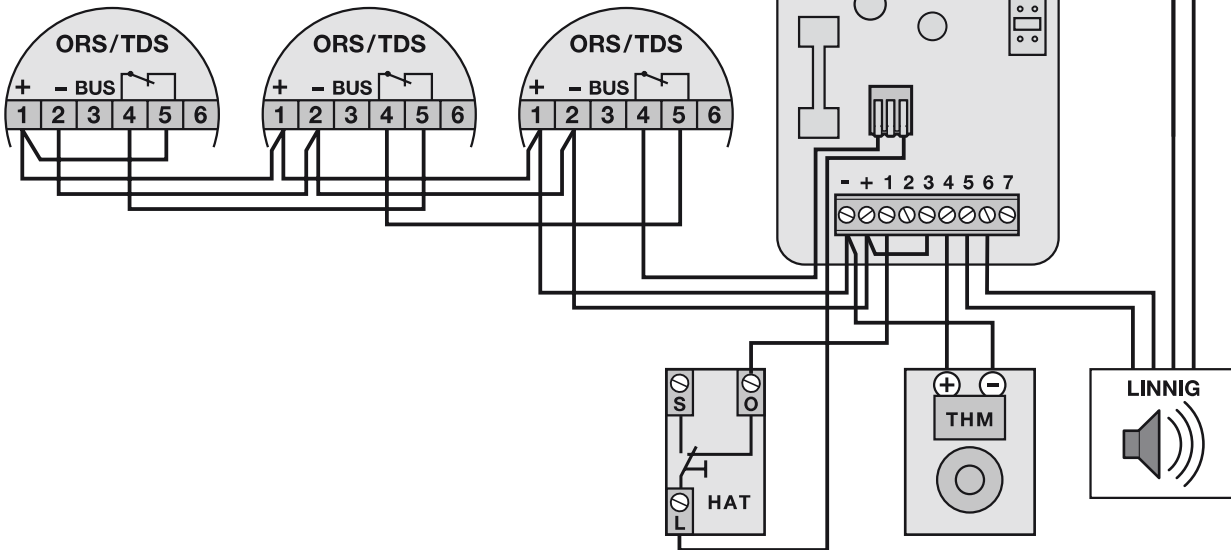 ORS/TDS
+ - BUS
1 2 3 4 5 6
ORS/TDS
+ - BUS
1 2 3 4 5 6
ORS/TDS
+ - BUS
1 2 3 4 5 6
- + 1 2 3 4 5 6 7
S O
HAT
L
+ -
THM
LINNIG